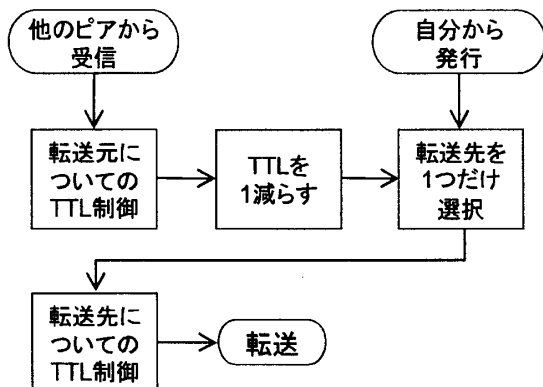 他のピアから
受信
自分から
発行
転送元に
ついての
TTL制御
TTLを
1減らす
転送先を
1つだけ
選択
転送先に
ついての
TTL制御
転送